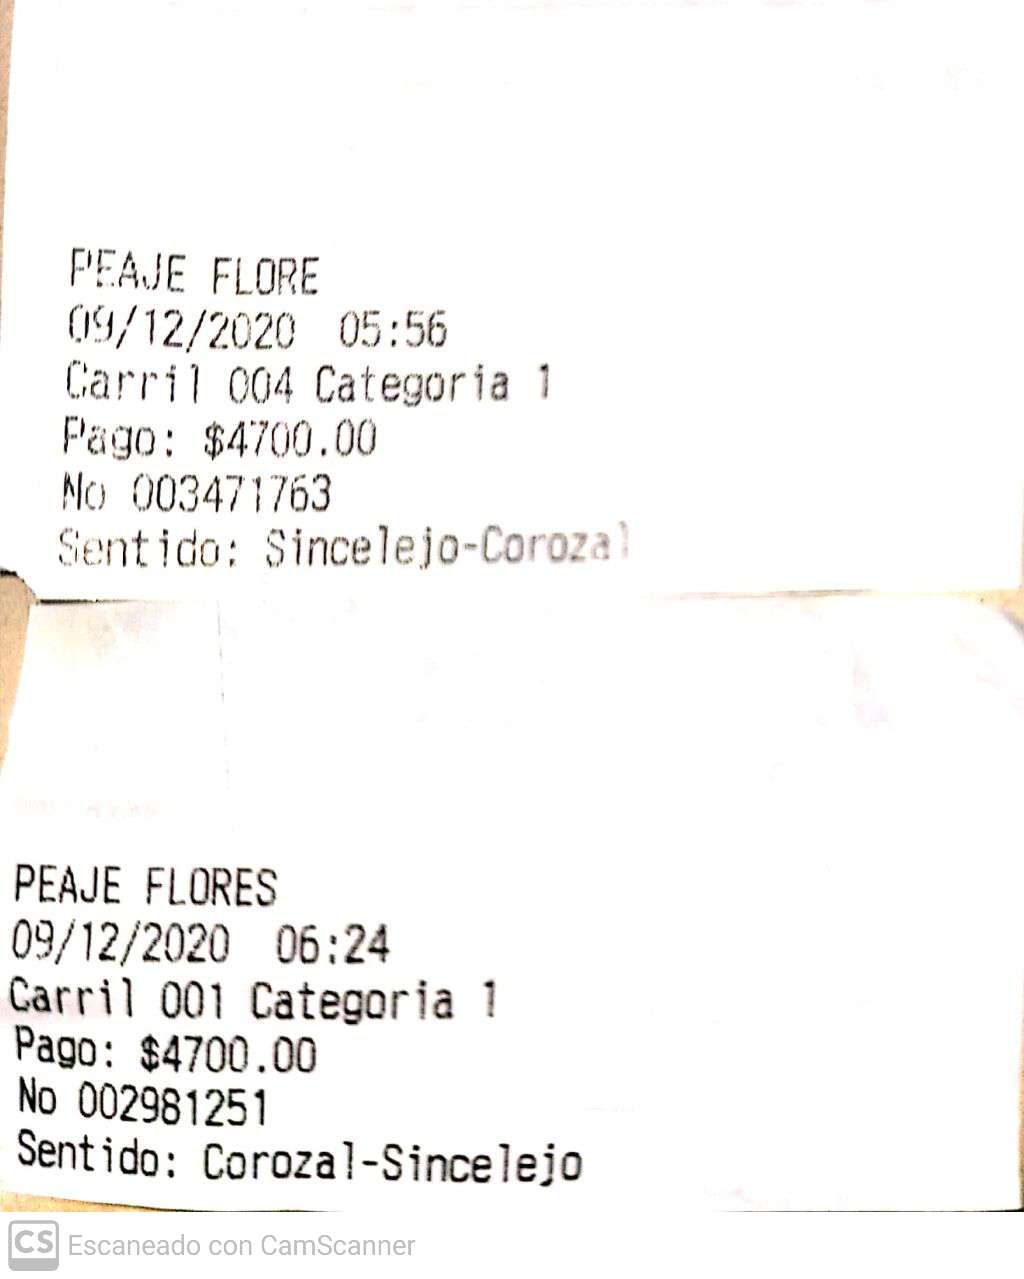 PEAJE FLORE
09/12/2020 05:56
Carril 004 Categoria 1
Pago: $4700.00
No 003471763
Sentido: Sincelejo-Corozal
PEAJE FLORES
09/12/2020 06:24
Carril 001 Categoria 1
Pago: $4700.00
No 002981251
Sentido: Corozal-Sincelejo
CS Escaneado con CamScanner